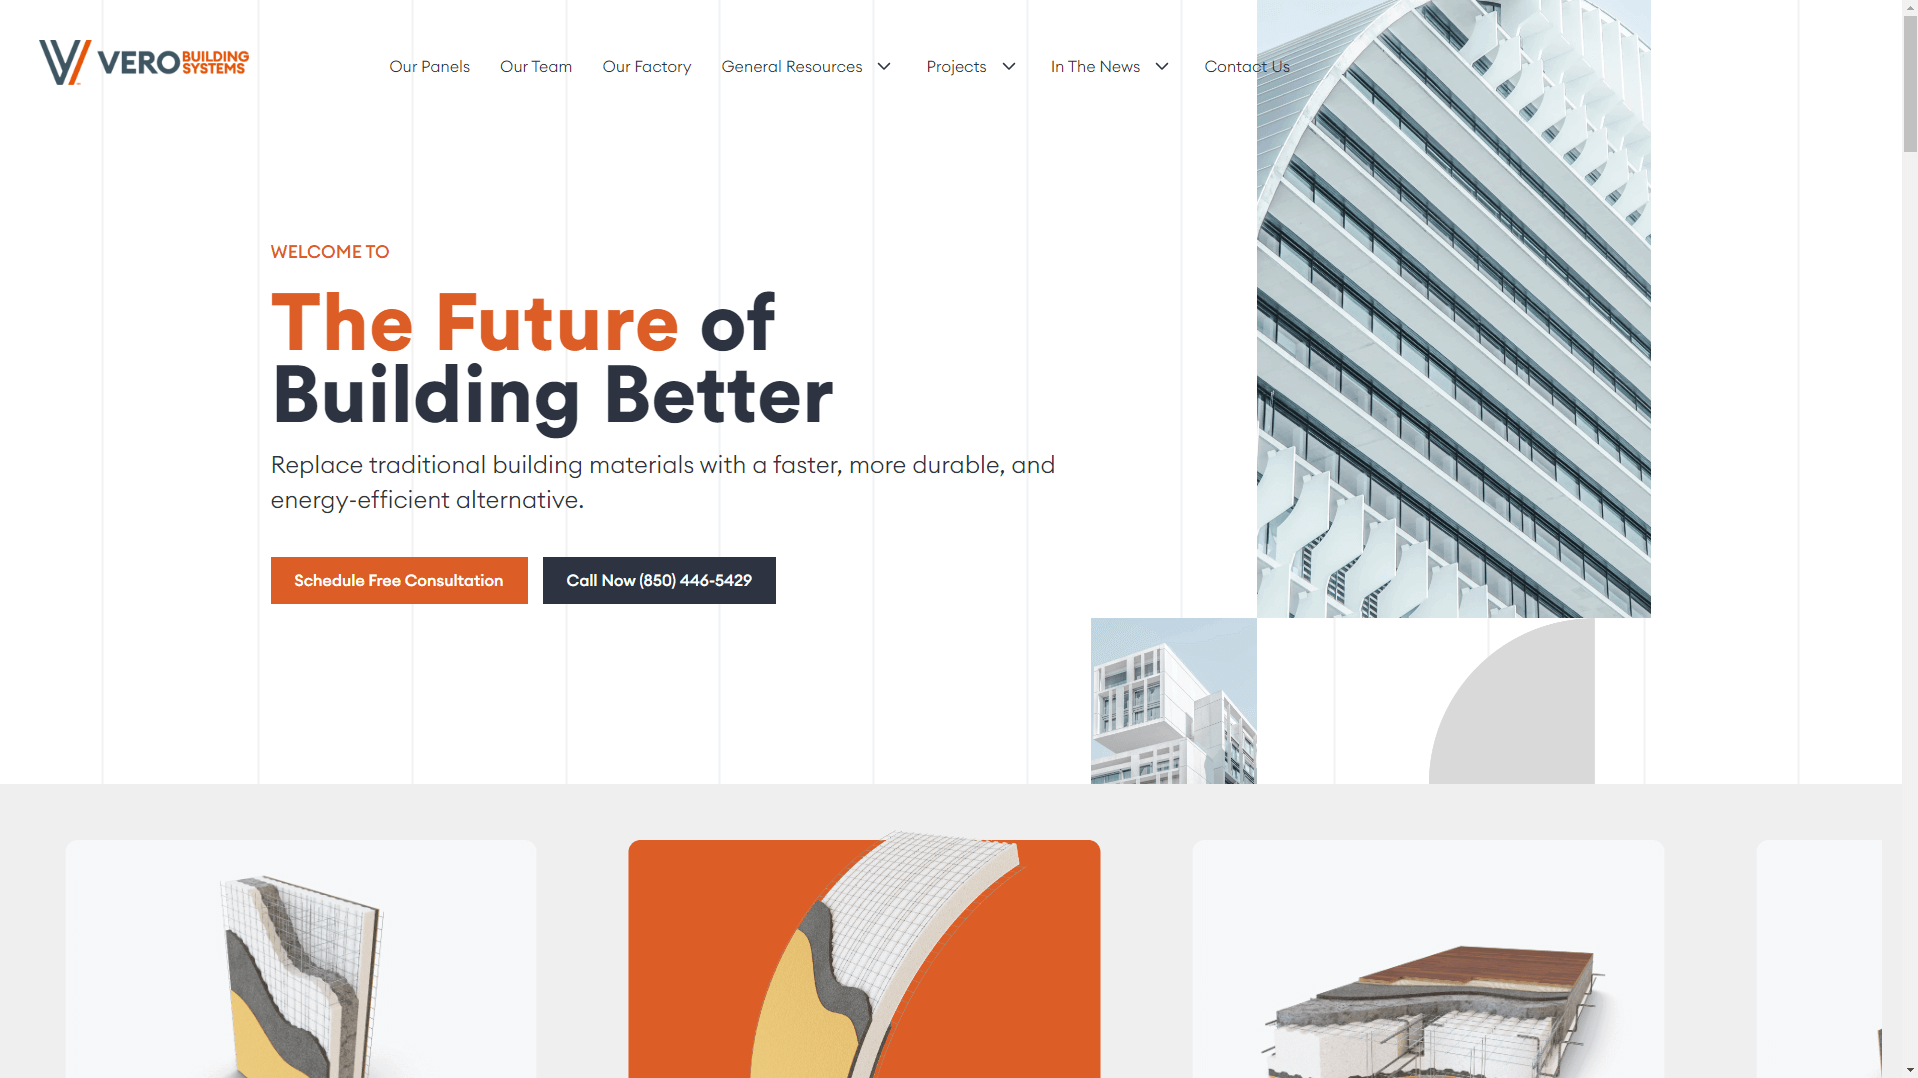 VERO BUILDING SYSTEMS
Our Panels
Our Team
Our Factory
General Resources
Projects
In The News
Contact Us
WELCOME TO
The Future of
Building Better
Replace traditional building materials with a faster, more durable, and
energy-efficient alternative.
Schedule Free Consultation
Call Now (850) 446-5429